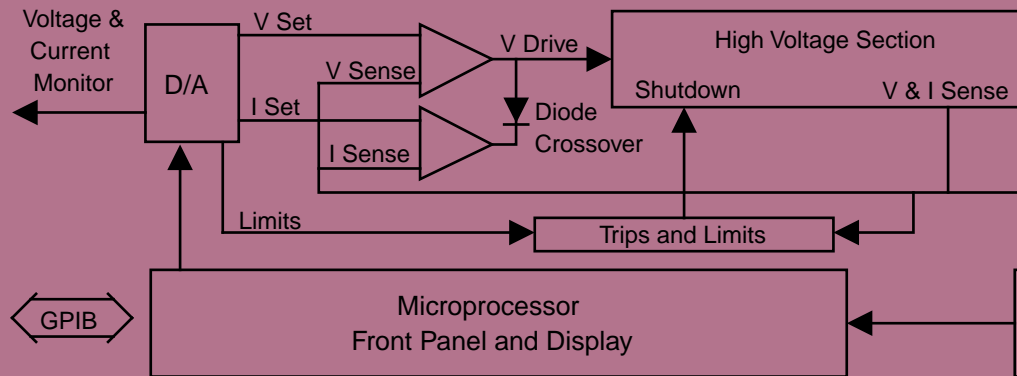 Voltage &
Current
Monitor
D/A
V Set
V Sense
I Set
I Sense
V Drive
Diode
Crossover
High Voltage Section
Shutdown
V & I Sense
Limits
Trips and Limits
GPIB
Microprocessor
Front Panel and Display